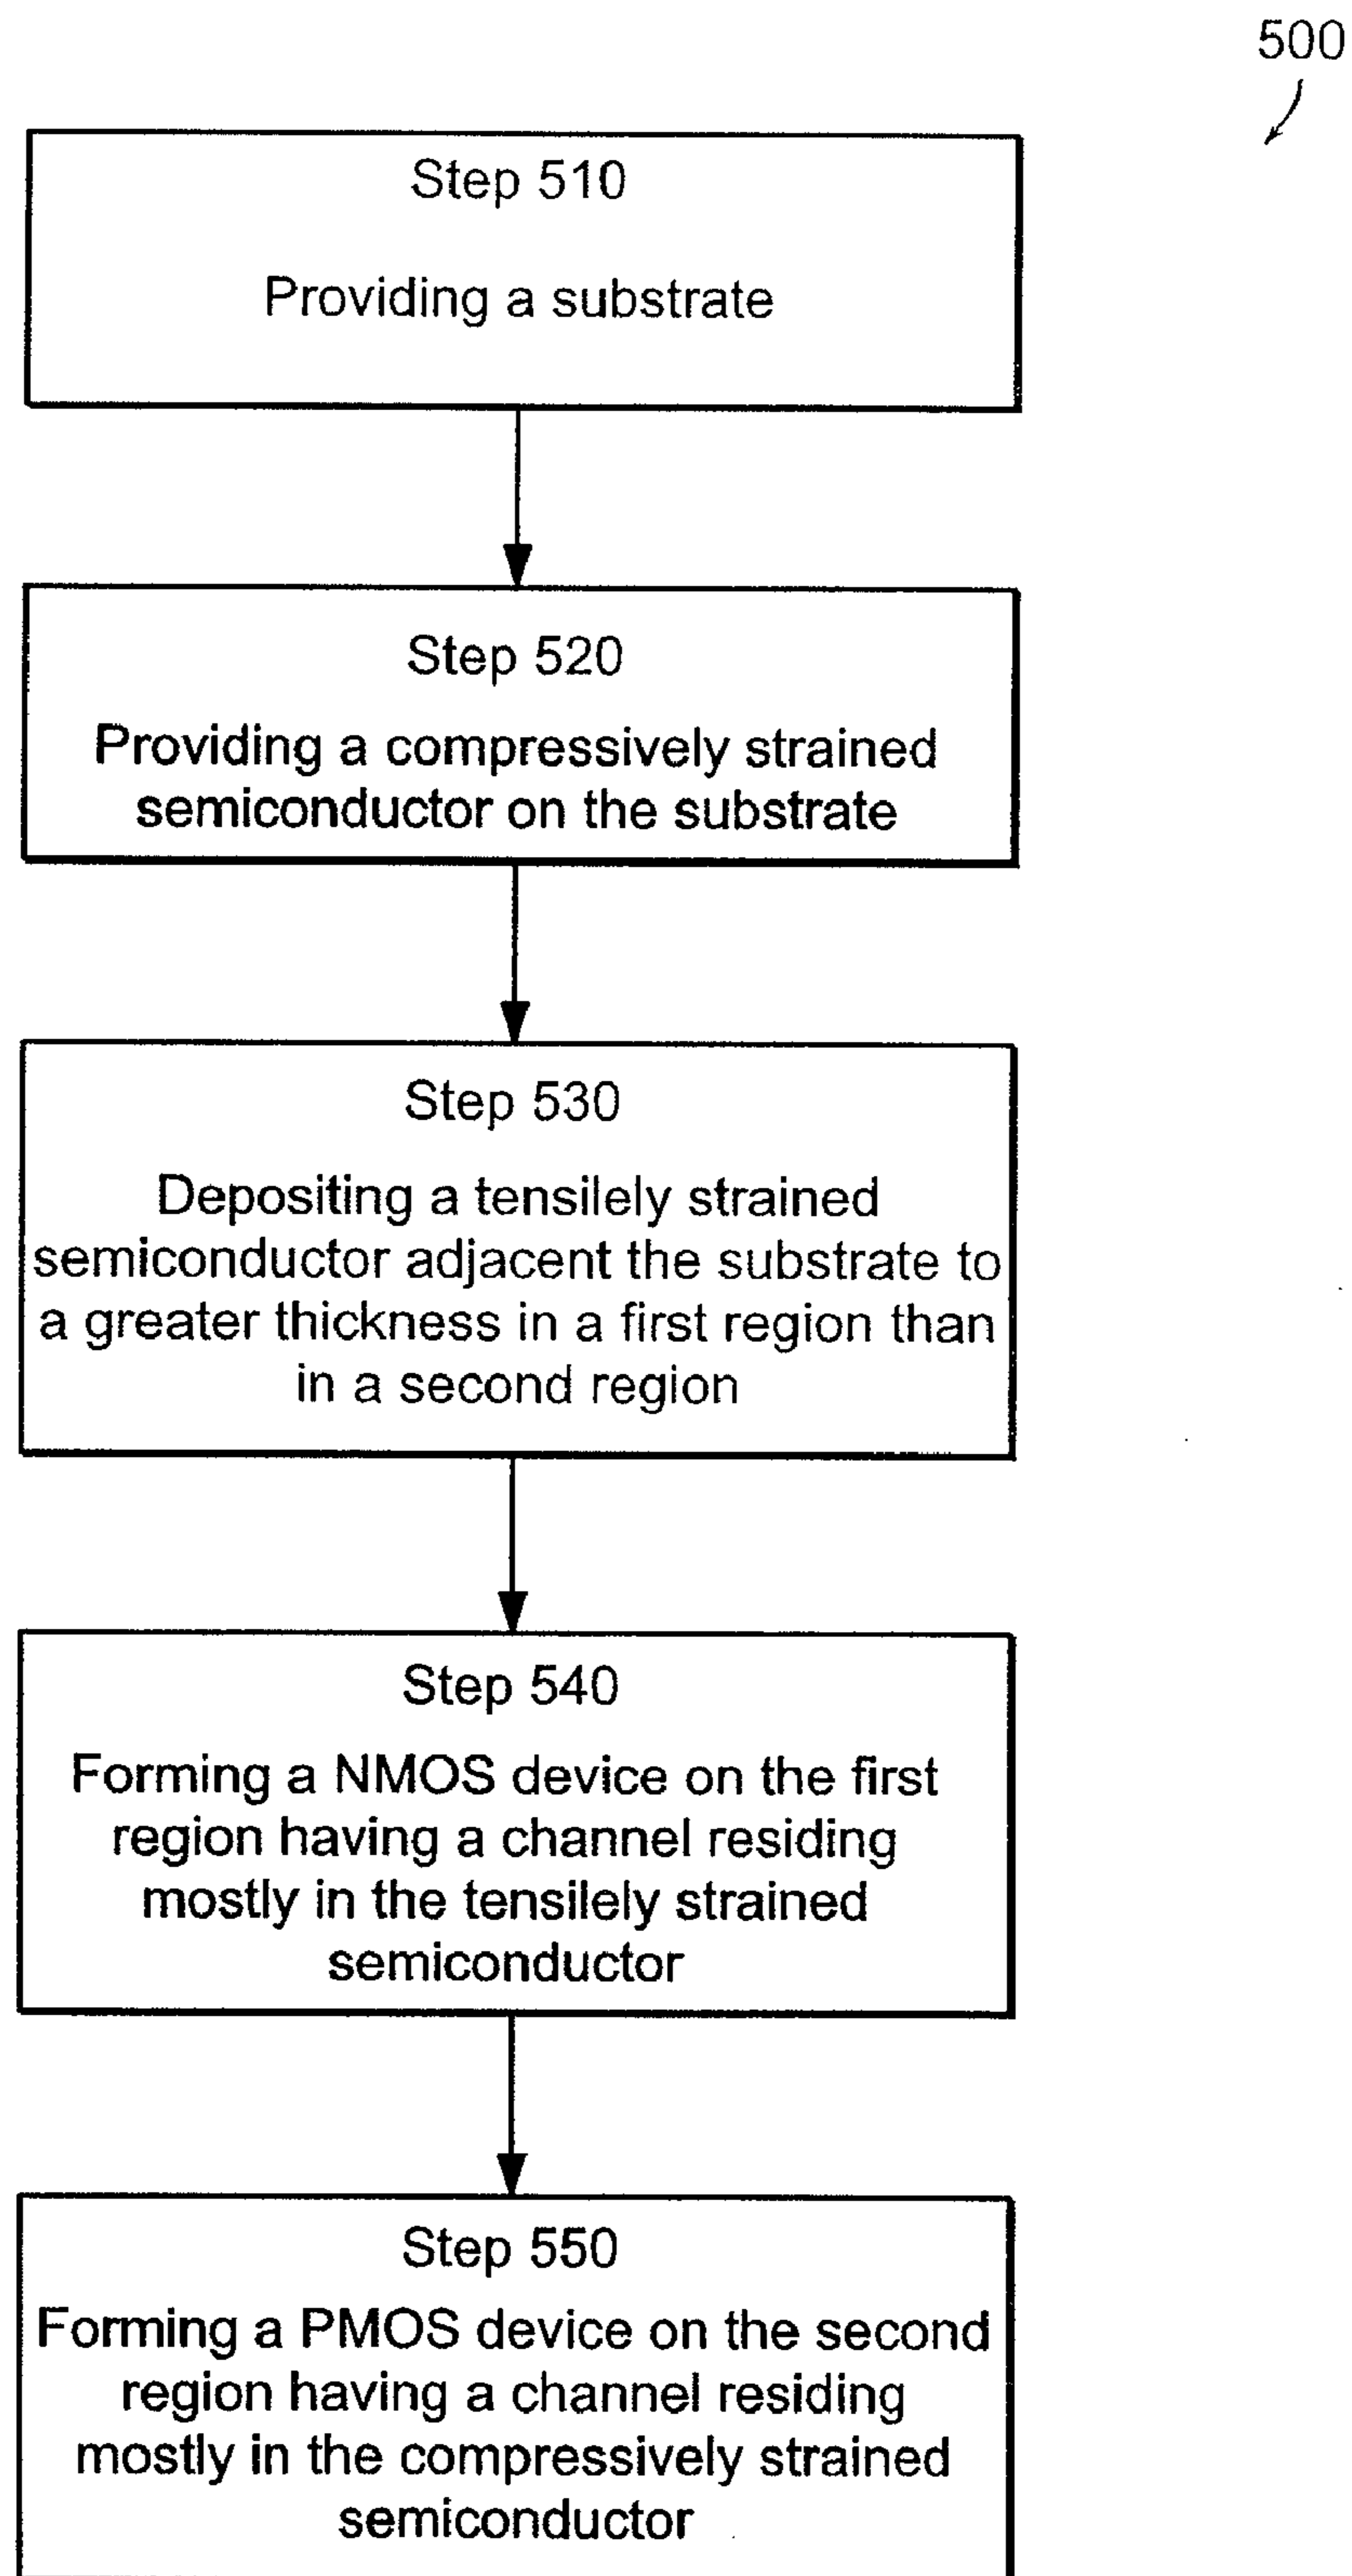 500
Step 510
Providing a substrate
Step 520
Providing a compressively strained
semiconductor on the substrate
Step 530
Depositing a tensilely strained
semiconductor adjacent the substrate to
a greater thickness in a first region than
in a second region
Step 540
Forming a NMOS device on the first
region having a channel residing
mostly in the tensilely strained
semiconductor
Step 550
Forming a PMOS device on the second
region having a channel residing
mostly in the compressively strained
semiconductor